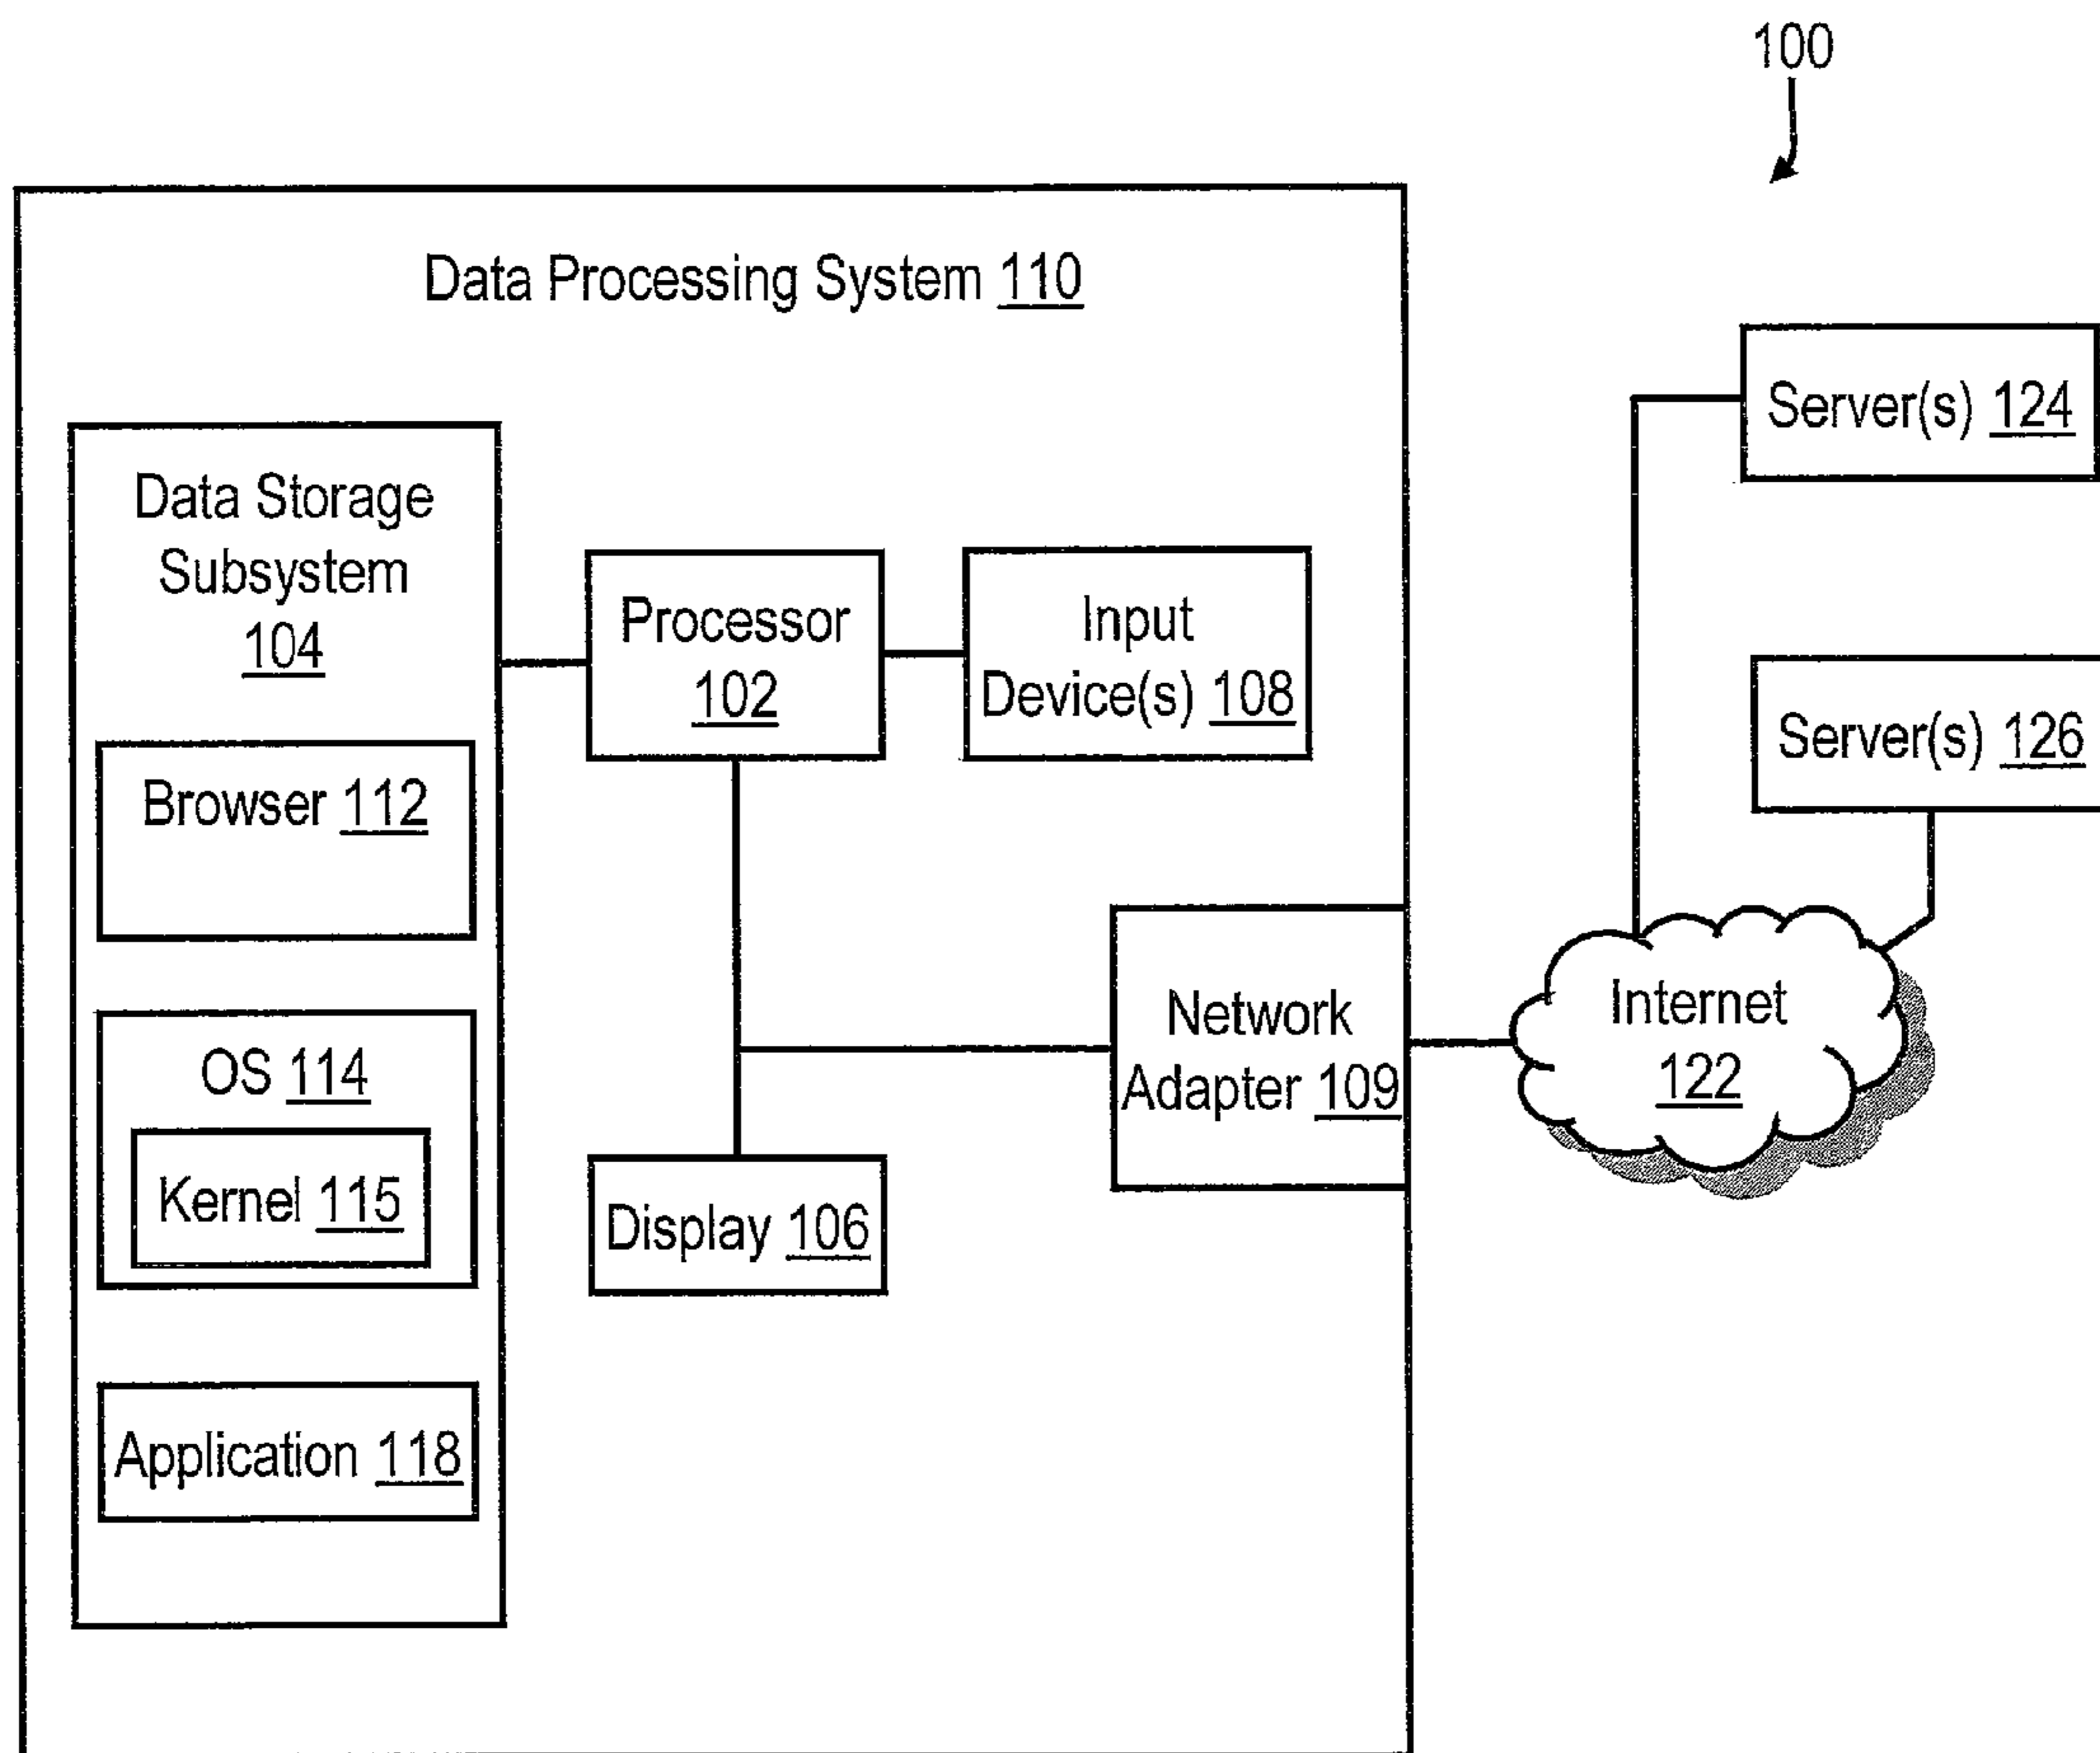 100
Data Processing System 110
Server(s) 124
Data Storage
Subsystem
104
Processor
102
Input
Device(s) 108
Server(s) 126
Browser 112
Network
Adapter 109
Internet
122
OS 114
Kernel 115
Display 106
Application 118